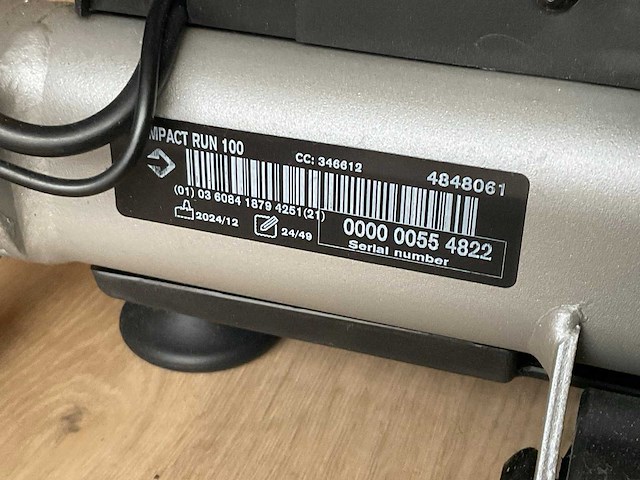 MPACT RUN 100
CC: 346612
4848061
(01) 03 6084 1879 4251(21)
2024/12
24/49
0000 0055 4822
Serial number